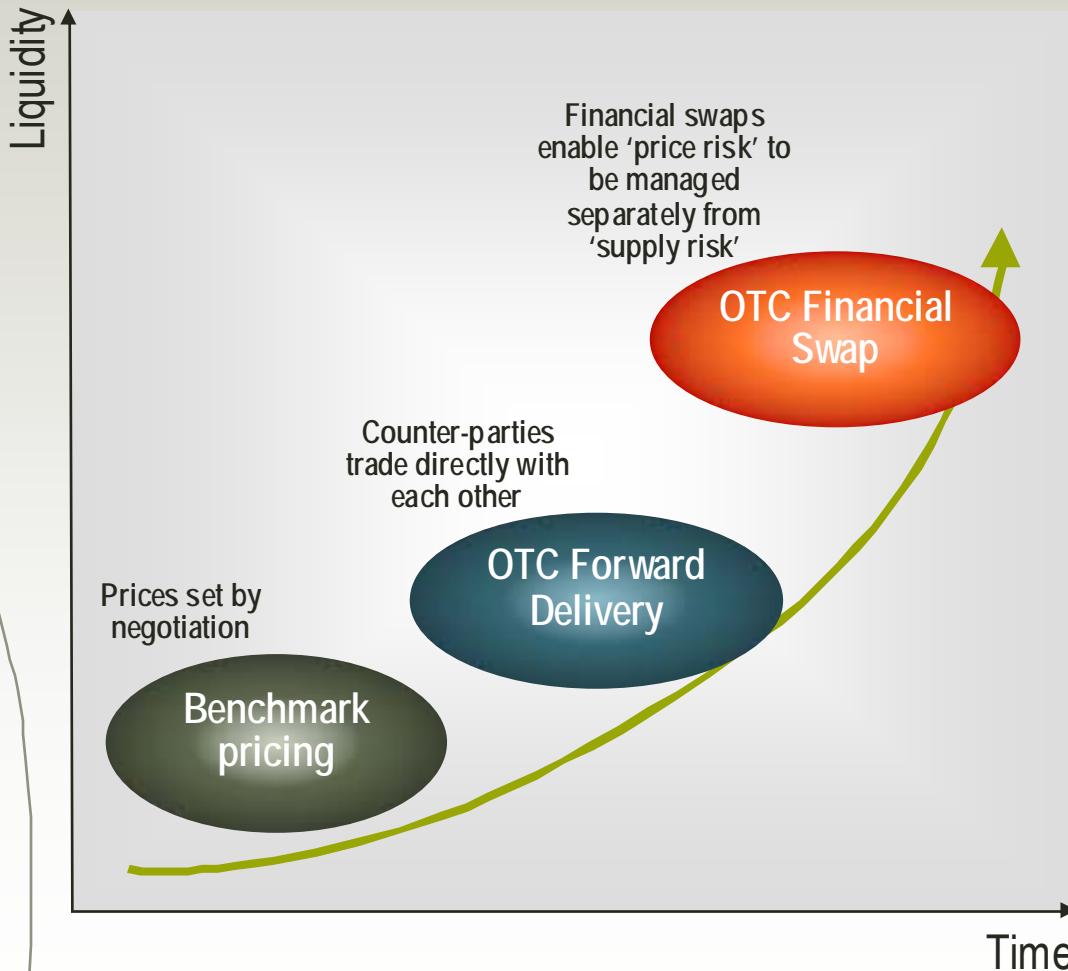 Liquidity
Financial swaps
enable ‘price risk’ to
be managed
separately from
‘supply risk’
OTC Financial
Swap
Counter-parties
trade directly with
each other
OTC Forward
Delivery
Prices set by
negotiation
Benchmark
pricing
Time